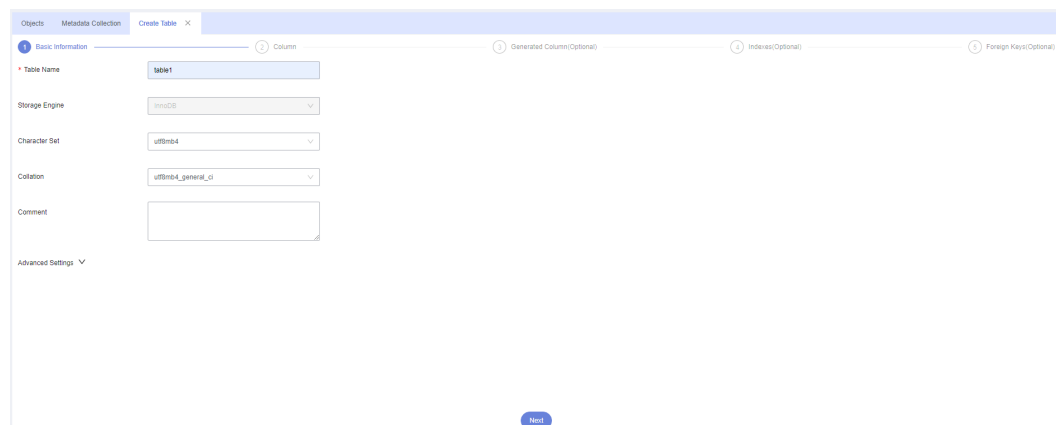 Objects Metadata Collection Create Table ×
1 Basic Information 2 Column 3 Generated Column(Optional) 4 Indexes(Optional) 5 Foreign Keys(Optional)
* Table Name table1
Storage Engine InnoDB
Character Set utf8mb4
Collation utf8mb4_general_ci
Comment
Advanced Settings
Next